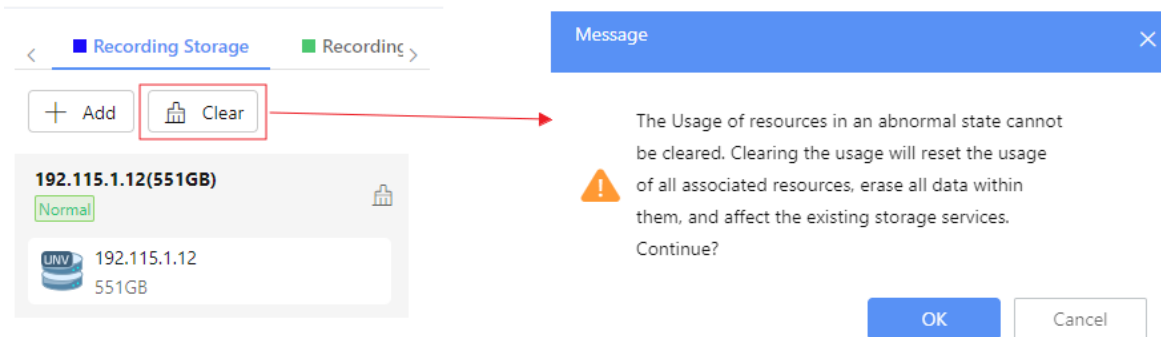 Recording Storage
Recording
Add
Clear
192.115.1.12(551GB)
Normal
UNV
192.115.1.12
551GB
Message
The Usage of resources in an abnormal state cannot
be cleared. Clearing the usage will reset the usage
of all associated resources, erase all data within
them, and affect the existing storage services.
Continue?
OK
Cancel